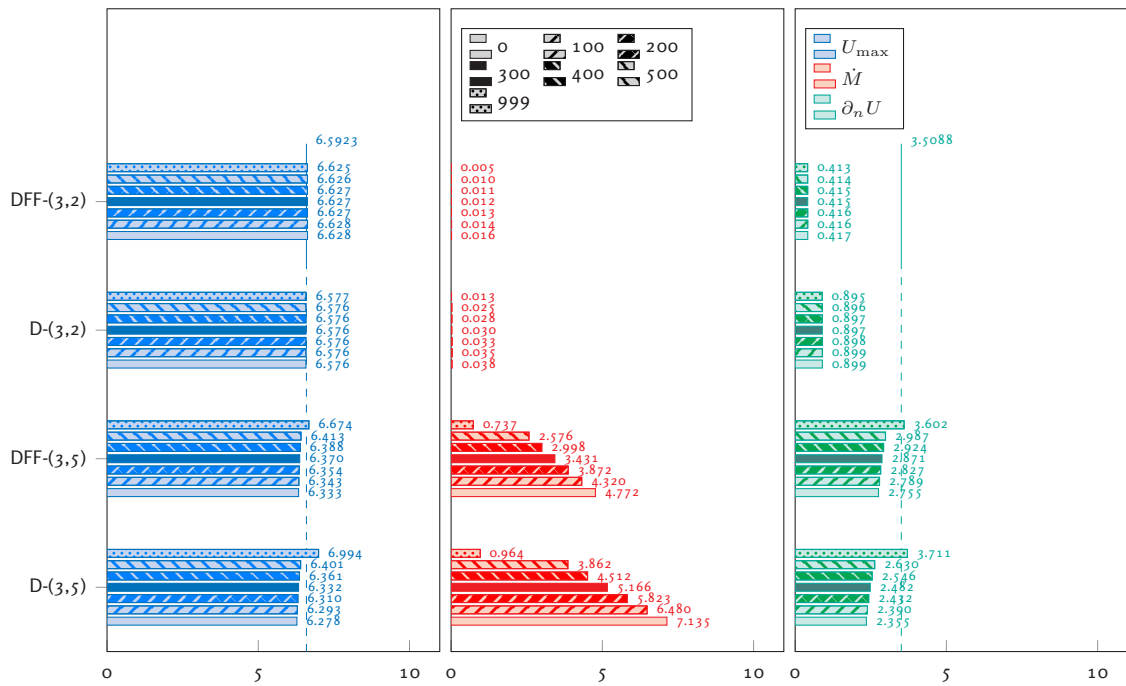 0 100 200
300 400 500
999
U_max
Ṁ
∂_n U
6.5923
3.5088
DFF-(3,2)
6.625 0.005 0.413
6.626 0.010 0.414
6.627 0.011 0.415
6.627 0.012 0.415
6.627 0.013 0.416
6.628 0.014 0.416
6.628 0.016 0.417
D-(3,2)
6.577 0.013 0.895
6.576 0.025 0.896
6.576 0.028 0.897
6.576 0.030 0.897
6.576 0.033 0.898
6.576 0.035 0.899
6.576 0.038 0.899
DFF-(3,5)
6.674 0.737 3.602
6.413 2.576 2.987
6.388 2.998 2.924
6.370 3.431 2.871
6.354 3.872 2.827
6.343 4.320 2.789
6.333 4.772 2.755
D-(3,5)
6.994 0.964 3.711
6.401 3.862 2.630
6.361 4.512 2.546
6.332 5.166 2.482
6.310 5.823 2.432
6.293 6.480 2.390
6.278 7.135 2.355
0 5 10 0 5 10 0 5 10